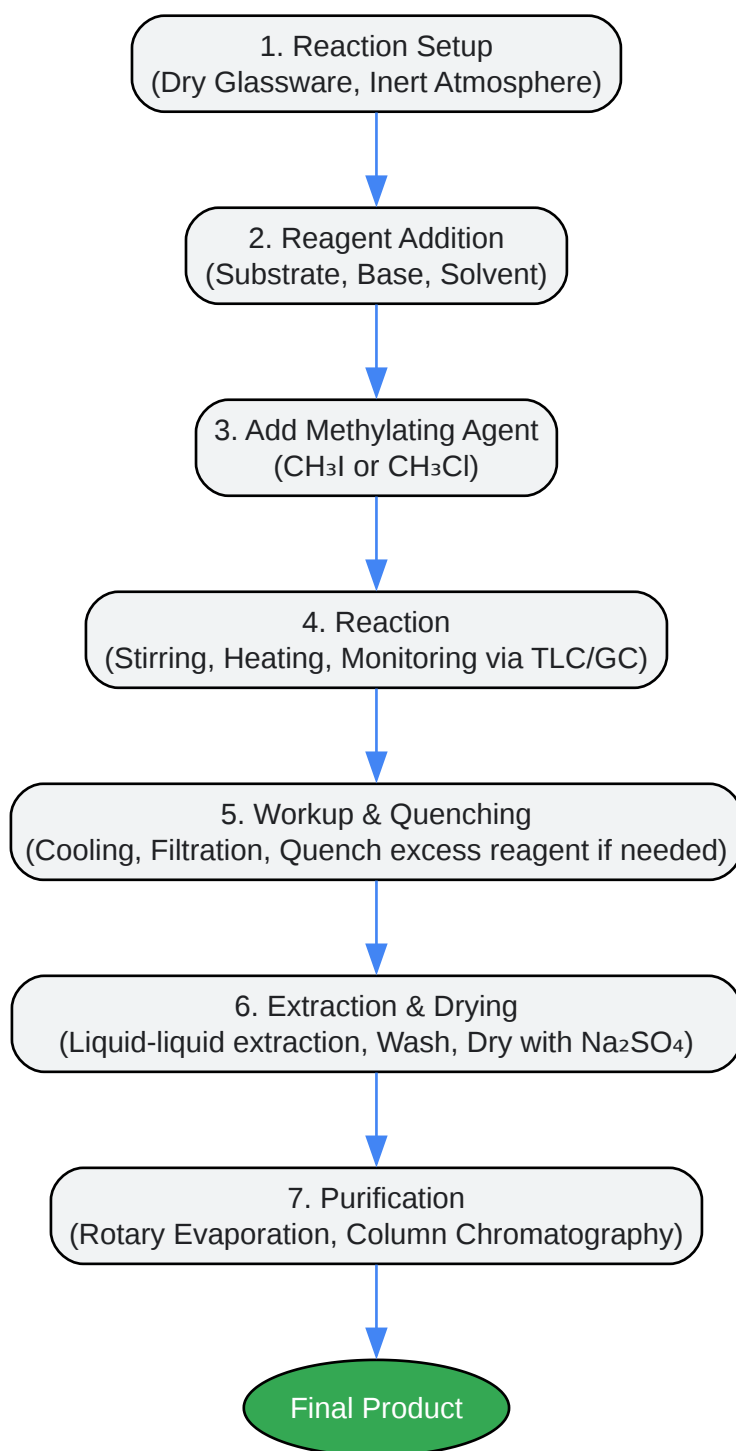 1. Reaction Setup
(Dry Glassware, Inert Atmosphere)
2. Reagent Addition
(Substrate, Base, Solvent)
3. Add Methylating Agent
(CH₃I or CH₃Cl)
4. Reaction
(Stirring, Heating, Monitoring via TLC/GC)
5. Workup & Quenching
(Cooling, Filtration, Quench excess reagent if needed)
6. Extraction & Drying
(Liquid-liquid extraction, Wash, Dry with Na₂SO₄)
7. Purification
(Rotary Evaporation, Column Chromatography)
Final Product